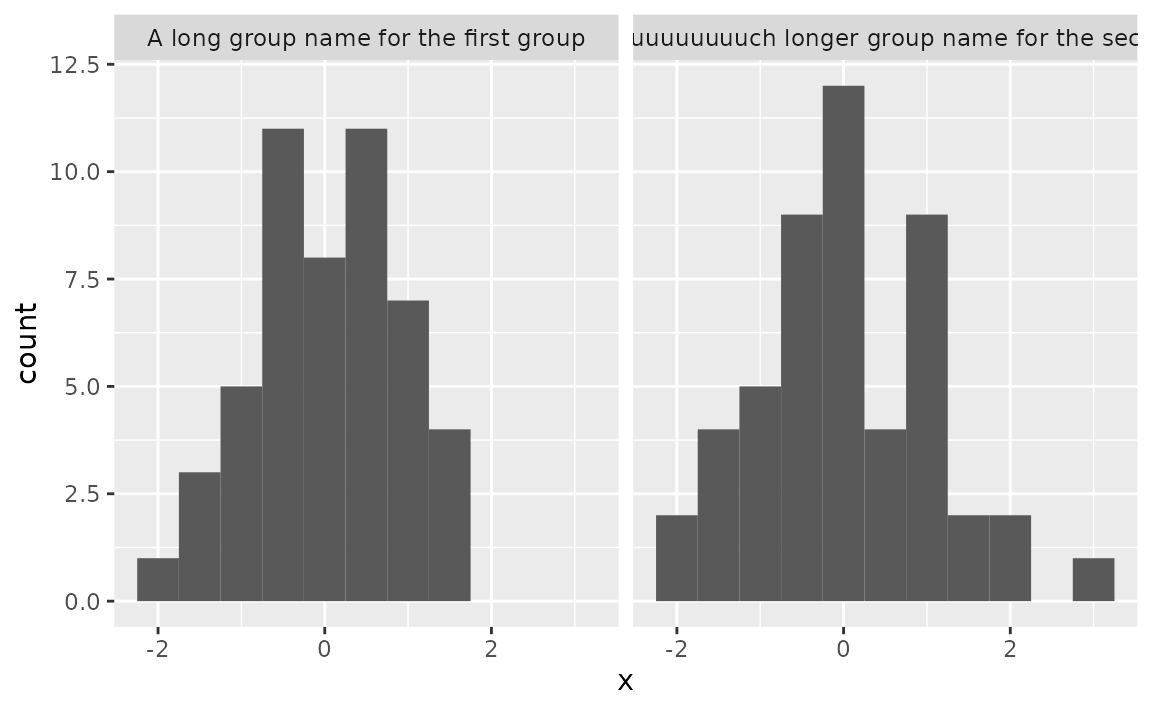 A long group name for the first group
uuuuuuuuch longer group name for the sec
12.5
10.0
7.5
5.0
2.5
0.0
count
-2 0 2
-2 0 2
x